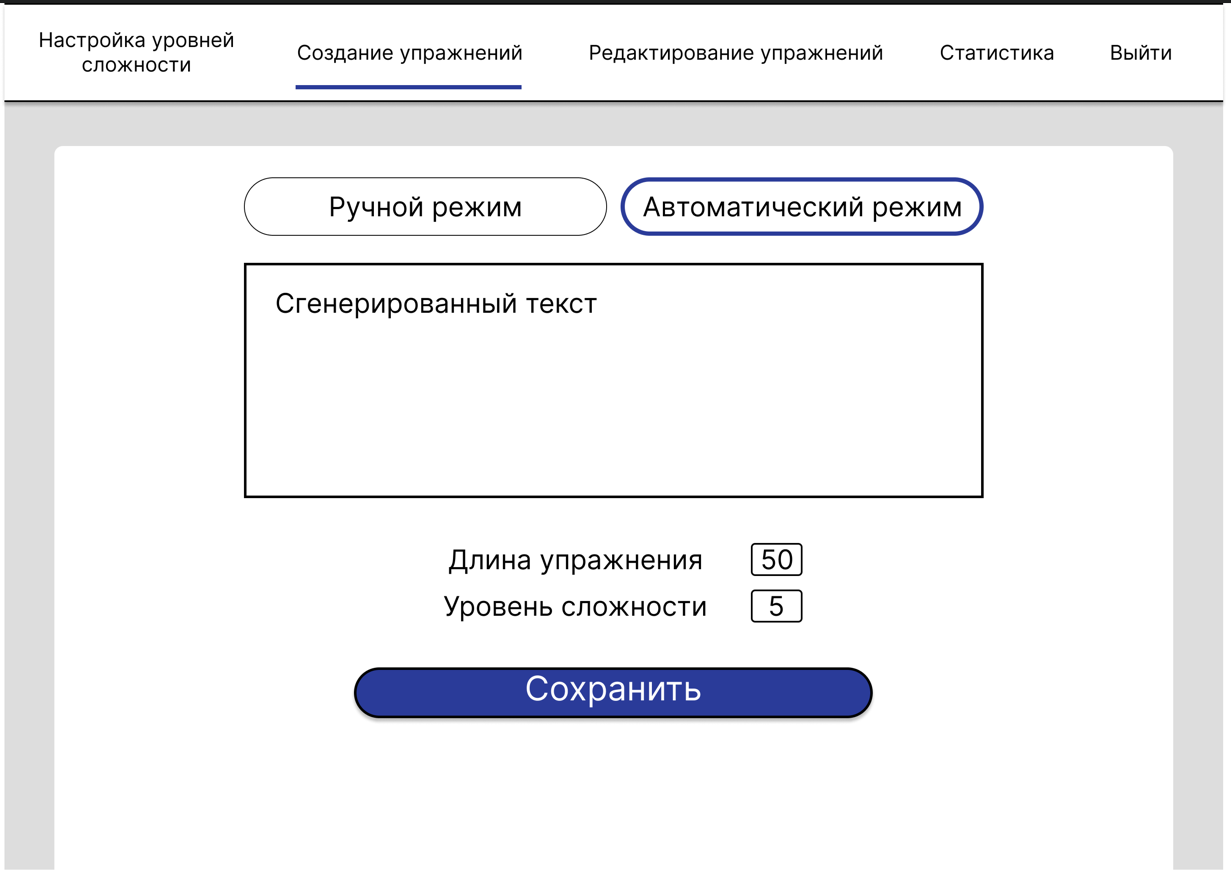 Настройка уровней
сложности
Создание упражнений
Редактирование упражнений
Статистика
Выйти
Ручной режим
Автоматический режим
Сгенерированный текст
Длина упражнения 50
Уровень сложности 5
Сохранить